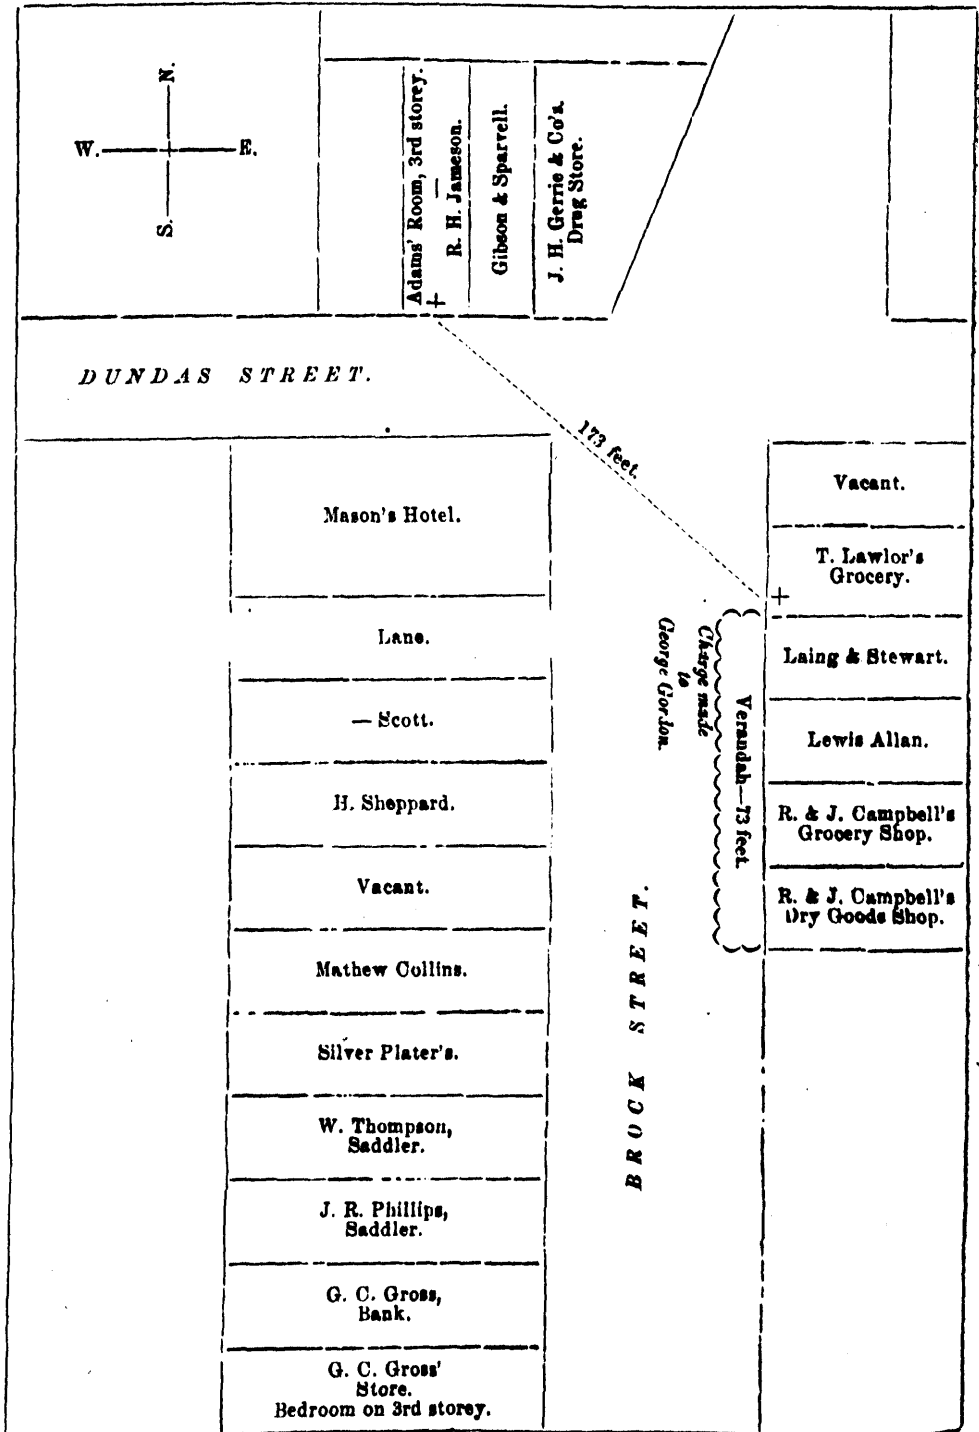 N.
W.
E.
S.
Adams' Room, 3rd storey.
—
R. H. Jameson.
Gibson & Sparvell.
J. H. Gerrie & Co's.
Drug Store.
DUNDAS STREET.
173 feet.
Mason's Hotel.
Lane.
— Scott.
H. Sheppard.
Vacant.
Mathew Collins.
Silver Plater's.
W. Thompson,
Saddler.
J. R. Phillips,
Saddler.
G. C. Gross,
Bank.
G. C. Gross'
Store.
Bedroom on 3rd storey.
BROCK STREET.
Charge made
to
George Gordon.
Verandah—73 feet.
Vacant.
T. Lawlor's
Grocery.
Laing & Stewart.
Lewis Allan.
R. & J. Campbell's
Grocery Shop.
R. & J. Campbell's
Dry Goods Shop.